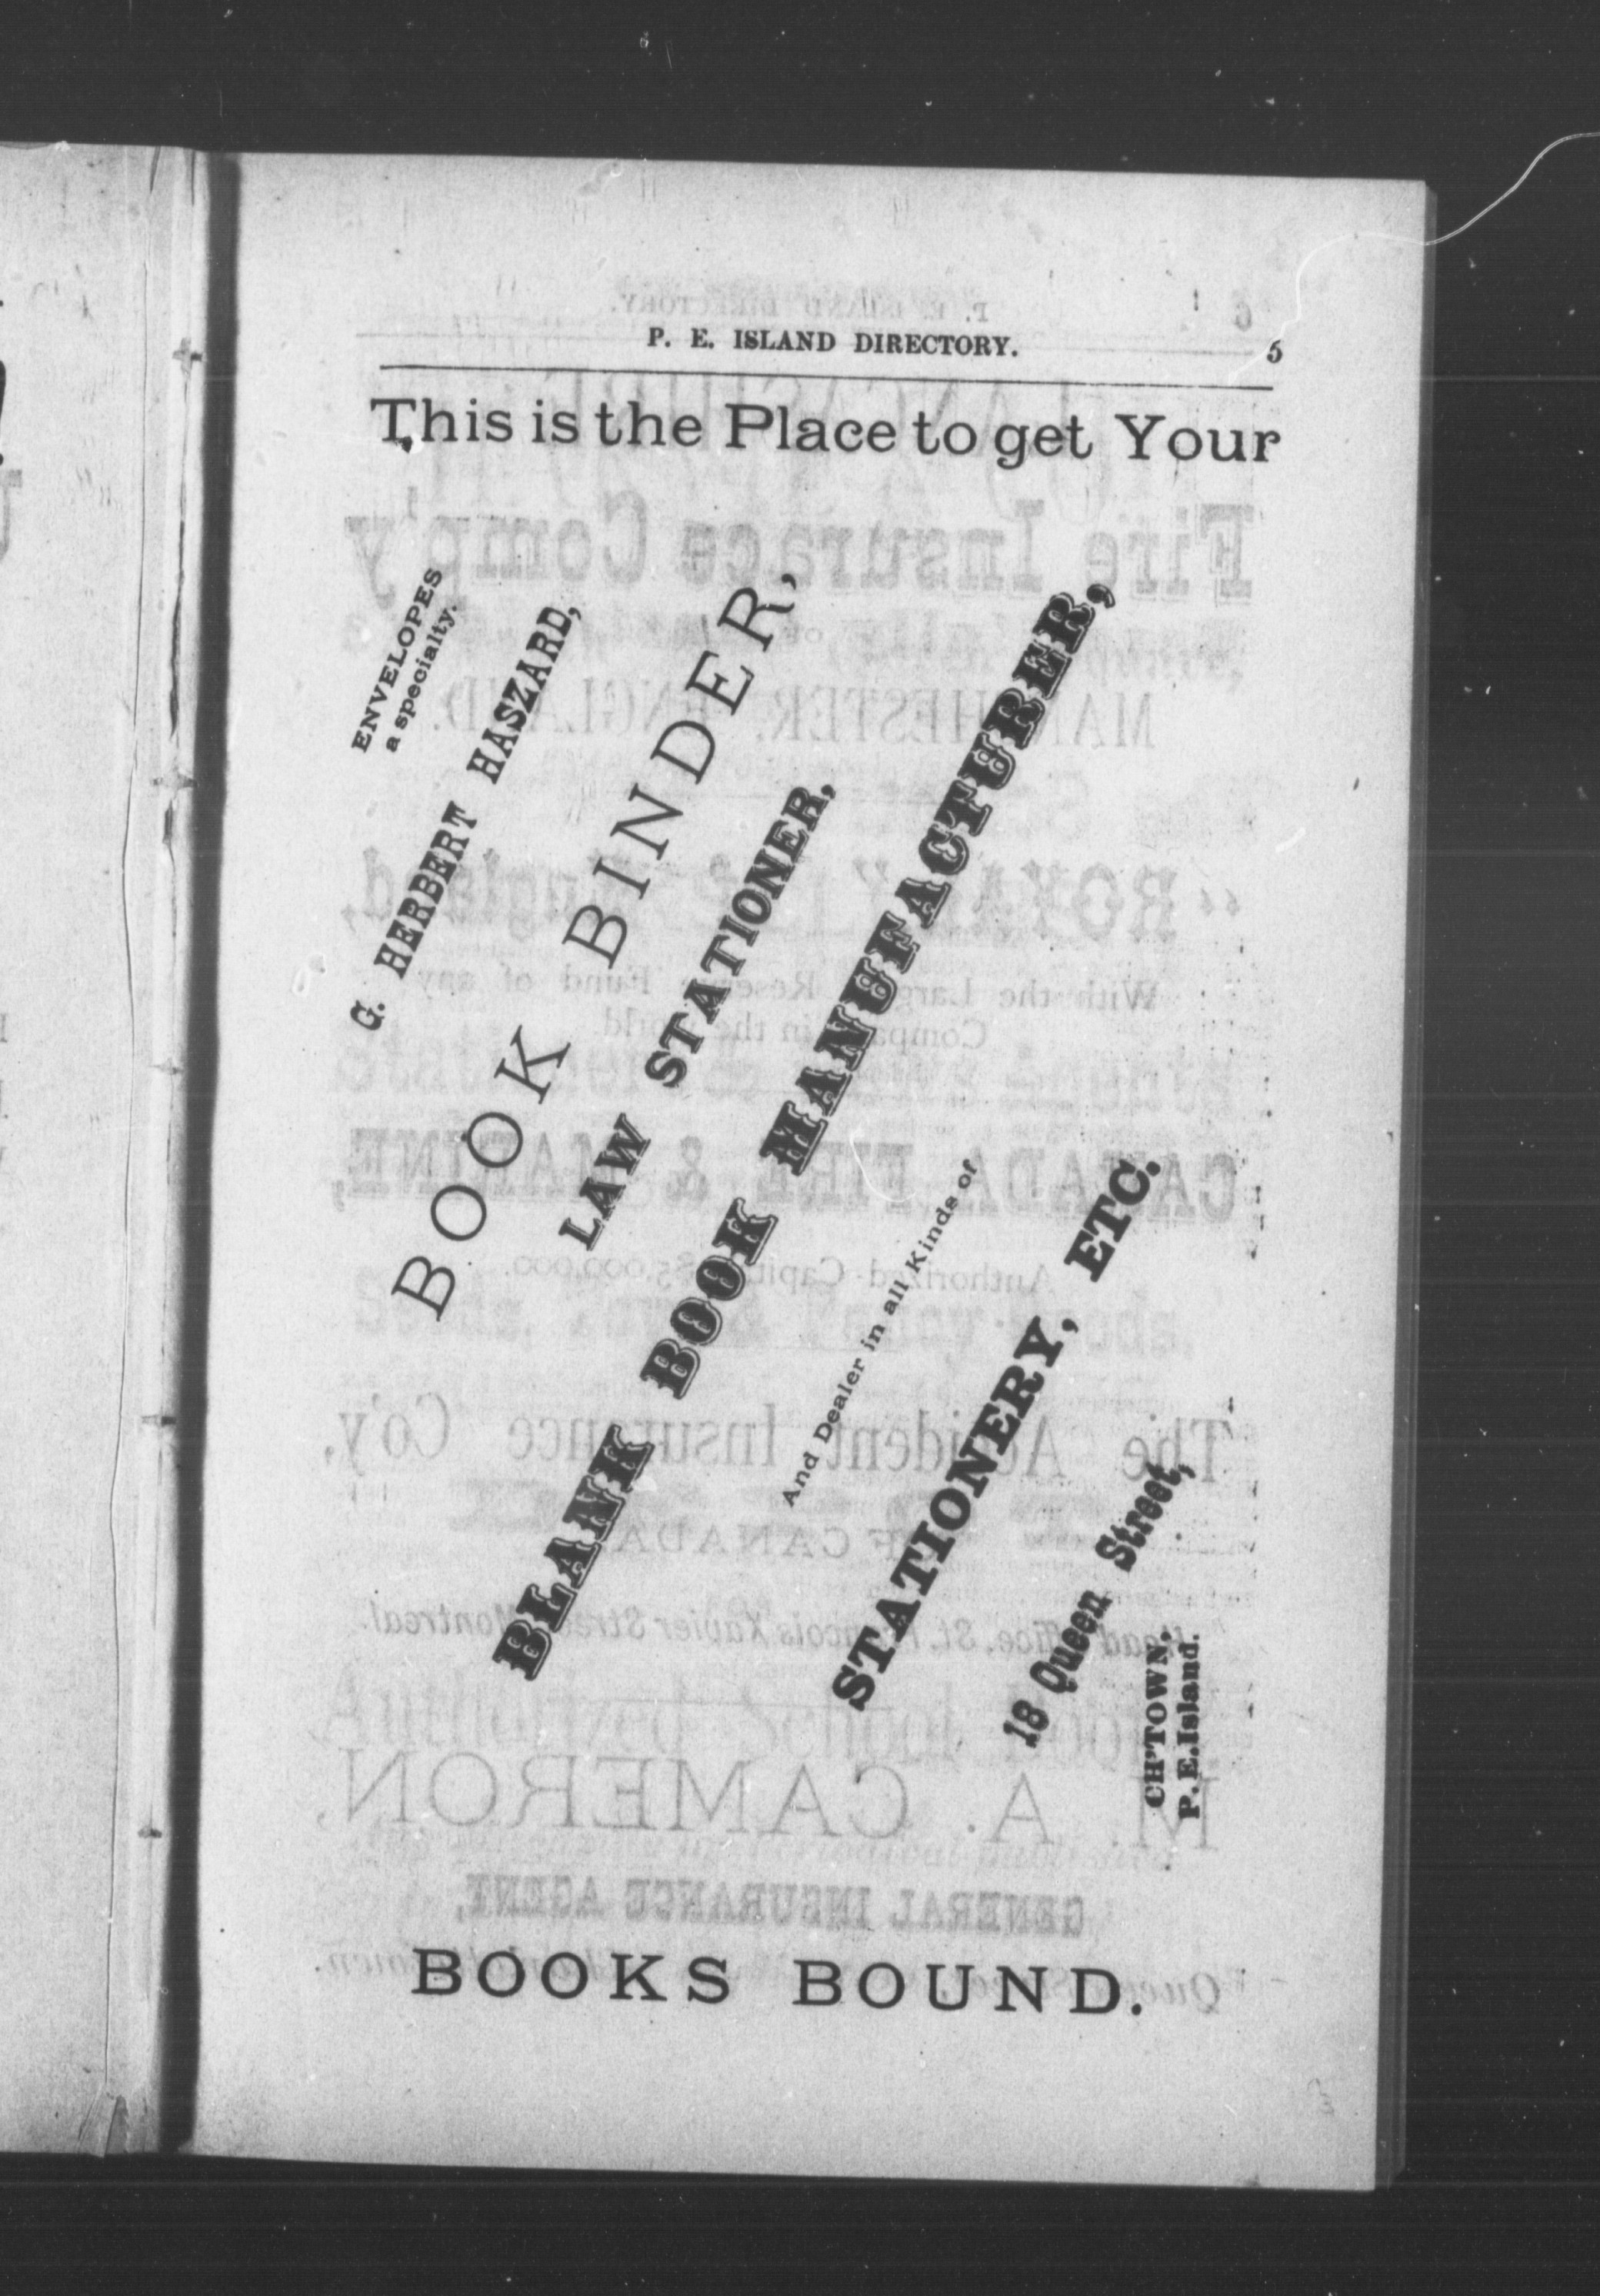 P. E. ISLAND DIRECTORY. 5
This is the Place to get Your
ENVELOPES
a specialty.
G. HERBERT HASZARD,
BOOK BINDER,
LAW STATIONER,
BLANK BOOK MANUFACTURER,
And Dealer in all Kinds of
STATIONERY, ETC.
18 Queen Street,
CH'TOWN,
P. E. Island.
BOOKS BOUND.